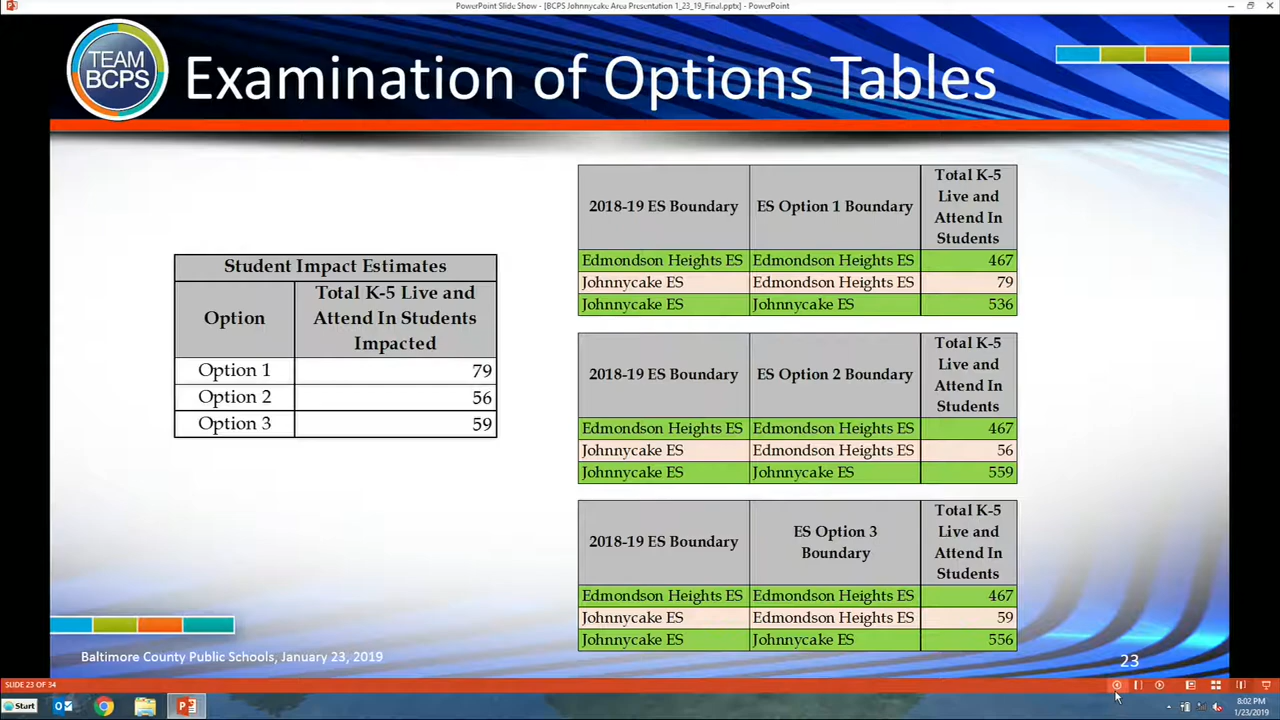 PowerPoint Slide Show - [BCPS Johnnycake Area Presentation 1_23_19_Final.pptx] - PowerPoint
TEAM
BCPS
Examination of Options Tables
Student Impact Estimates
Option
Total K-5 Live and
Attend In Students
Impacted
Option 1 79
Option 2 56
Option 3 59
2018-19 ES Boundary
ES Option 1 Boundary
Total K-5
Live and
Attend In
Students
Edmondson Heights ES Edmondson Heights ES 467
Johnnycake ES Edmondson Heights ES 79
Johnnycake ES Johnnycake ES 536
2018-19 ES Boundary
ES Option 2 Boundary
Total K-5
Live and
Attend In
Students
Edmondson Heights ES Edmondson Heights ES 467
Johnnycake ES Edmondson Heights ES 56
Johnnycake ES Johnnycake ES 559
2018-19 ES Boundary
ES Option 3
Boundary
Total K-5
Live and
Attend In
Students
Edmondson Heights ES Edmondson Heights ES 467
Johnnycake ES Edmondson Heights ES 59
Johnnycake ES Johnnycake ES 556
Baltimore County Public Schools, January 23, 2019
23
SLIDE 23 OF 34
Start
8:02 PM
1/23/2019